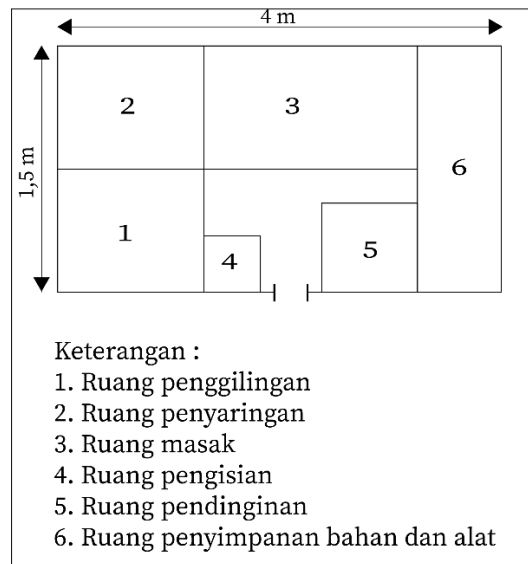 4 m
1,5 m
2
3
6
1
4
5
Keterangan :
1. Ruang penggilingan
2. Ruang penyaringan
3. Ruang masak
4. Ruang pengisian
5. Ruang pendinginan
6. Ruang penyimpanan bahan dan alat